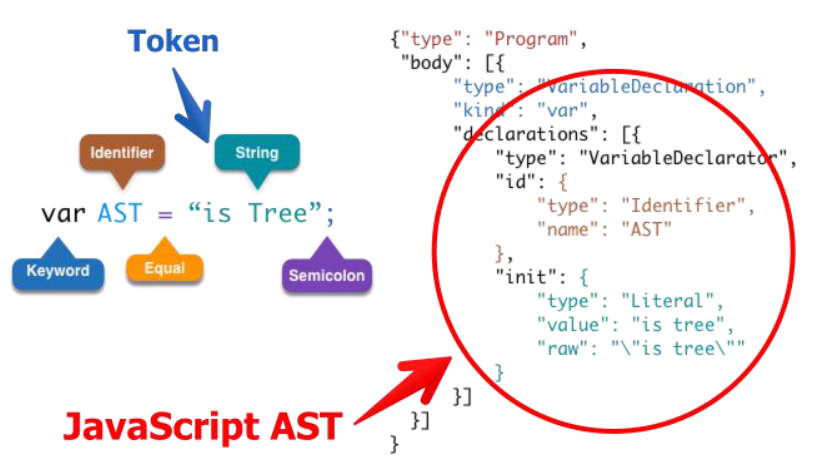 Token
Identifier
String
var AST = “is Tree”;
Keyword
Equal
Semicolon
JavaScript AST
{"type": "Program",
"body": [{
"type": "VariableDeclaration",
"kind": "var",
"declarations": [{
"type": "VariableDeclarator",
"id": {
"type": "Identifier",
"name": "AST"
},
"init": {
"type": "Literal",
"value": "is tree",
"raw": "\"is tree\""
}
}]
}]
}